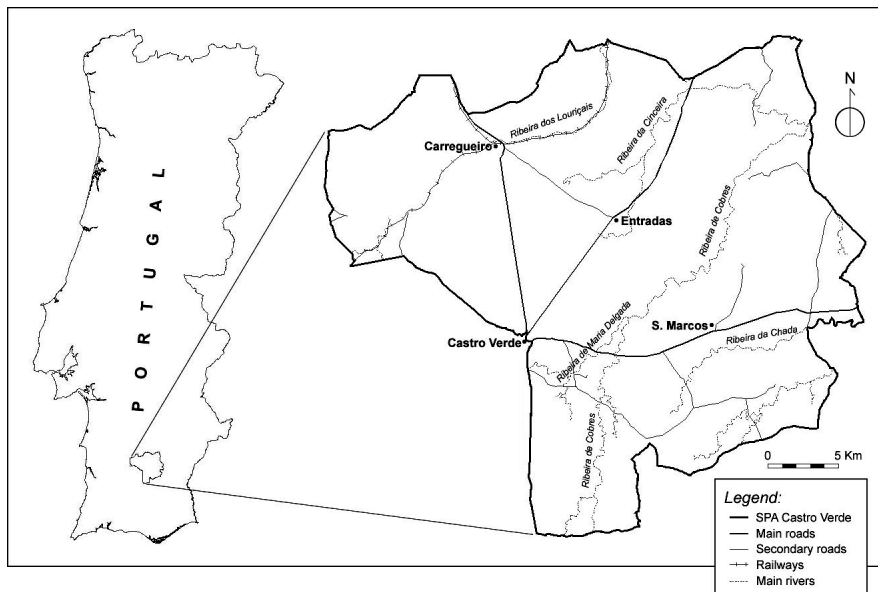 PORTUGAL
N
Ribeira dos Louriçais
Ribeira da Cinceira
Carregueiro
Entradas
Ribeira de Cobres
S. Marcos
Ribeira de Maria Delgada
Castro Verde
Ribeira da Chada
Ribeira de Cobres
0 5 Km
Legend:
SPA Castro Verde
Main roads
Secondary roads
Railways
Main rivers